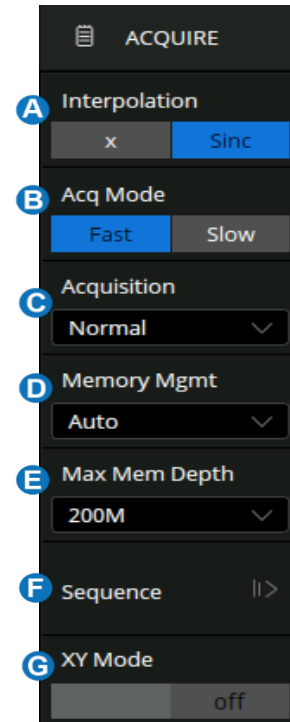 ACQUIRE
A Interpolation
x Sinc
B Acq Mode
Fast Slow
C Acquisition
Normal
D Memory Mgmt
Auto
E Max Mem Depth
200M
F Sequence
G XY Mode
off